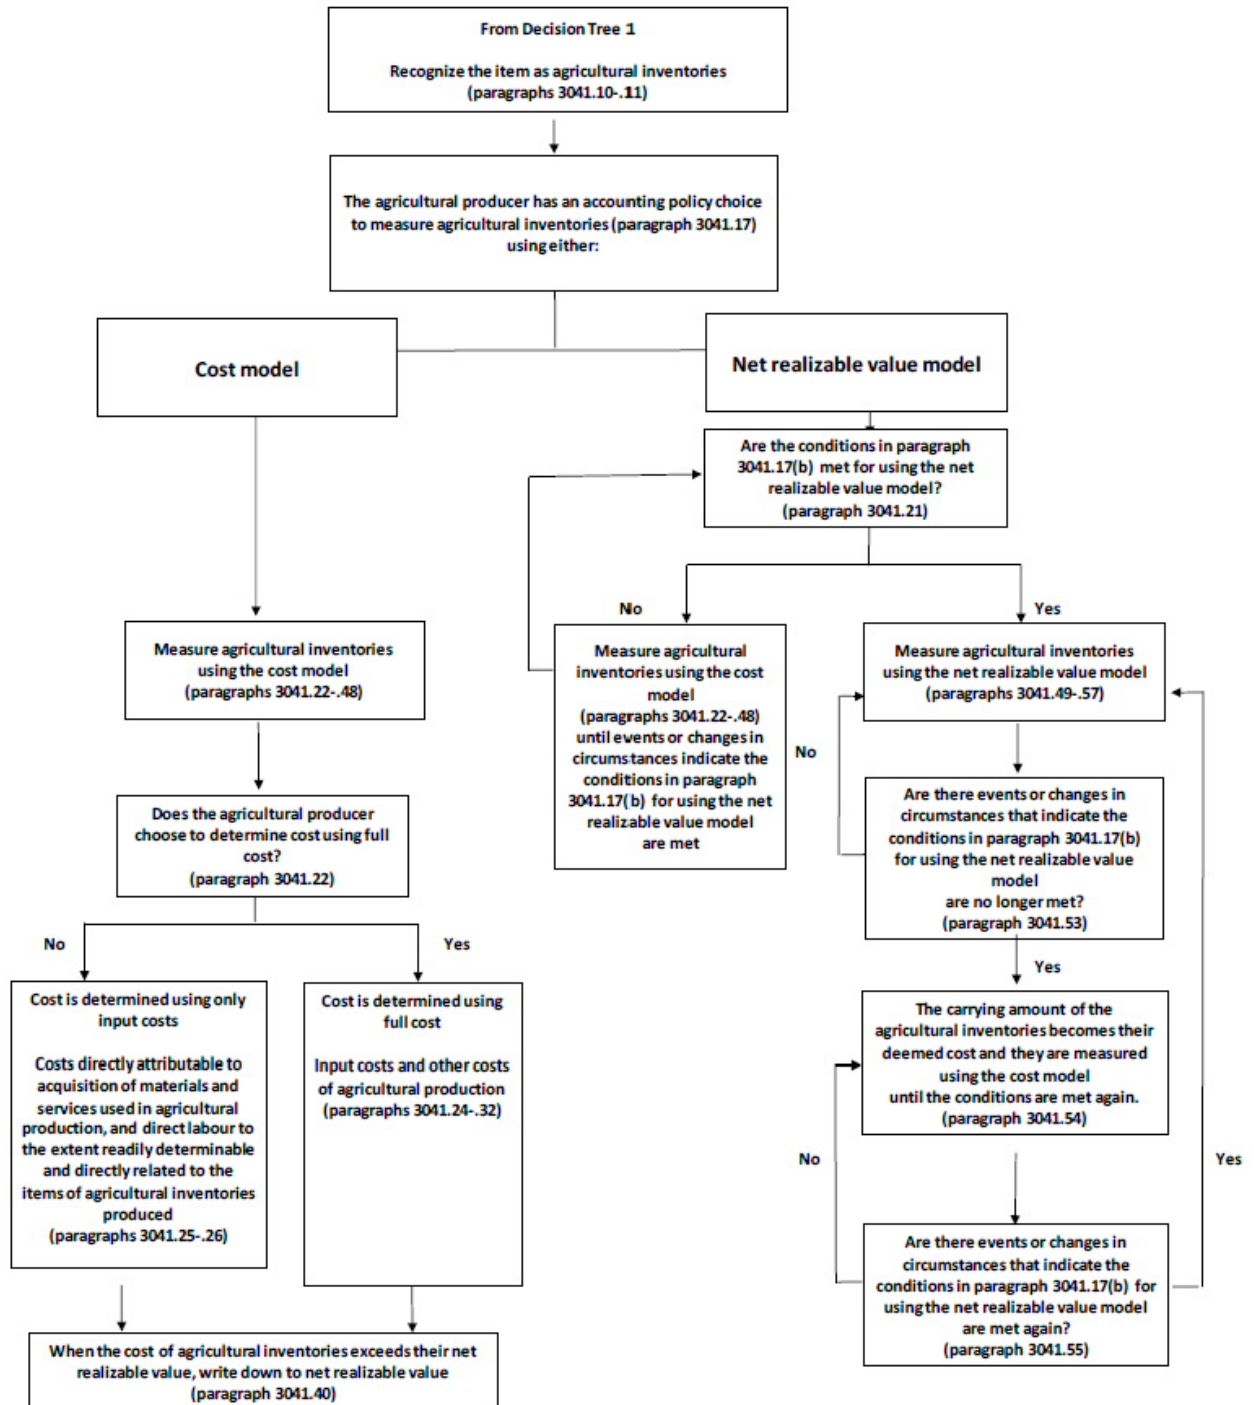 From Decision Tree 1
Recognize the item as agricultural inventories
(paragraphs 3041.10-.11)
The agricultural producer has an accounting policy choice
to measure agricultural inventories (paragraph 3041.17)
using either:
Cost model
Net realizable value model
Are the conditions in paragraph
3041.17(b) met for using the net
realizable value model?
(paragraph 3041.21)
No
Yes
Measure agricultural inventories
using the cost model
(paragraphs 3041.22-.48)
Measure agricultural
inventories using the cost
model
(paragraphs 3041.22-.48)
until events or changes in
circumstances indicate the
conditions in paragraph
3041.17(b) for using the net
realizable value model
are met
Measure agricultural inventories
using the net realizable value model
(paragraphs 3041.49-.57)
No
Does the agricultural producer
choose to determine cost using full
cost?
(paragraph 3041.22)
Are there events or changes in
circumstances that indicate the
conditions in paragraph 3041.17(b)
for using the net realizable value
model
are no longer met?
(paragraph 3041.53)
No
Yes
Yes
Cost is determined using only
input costs
Costs directly attributable to
acquisition of materials and
services used in agricultural
production, and direct labour to
the extent readily determinable
and directly related to the
items of agricultural inventories
produced
(paragraphs 3041.25-.26)
Cost is determined using
full cost
Input costs and other costs
of agricultural production
(paragraphs 3041.24-.32)
The carrying amount of the
agricultural inventories becomes their
deemed cost and they are measured
using the cost model
until the conditions are met again.
(paragraph 3041.54)
No
Yes
Are there events or changes in
circumstances that indicate the
conditions in paragraph 3041.17(b) for
using the net realizable value model
are met again?
(paragraph 3041.55)
When the cost of agricultural inventories exceeds their net
realizable value, write down to net realizable value
(paragraph 3041.40)